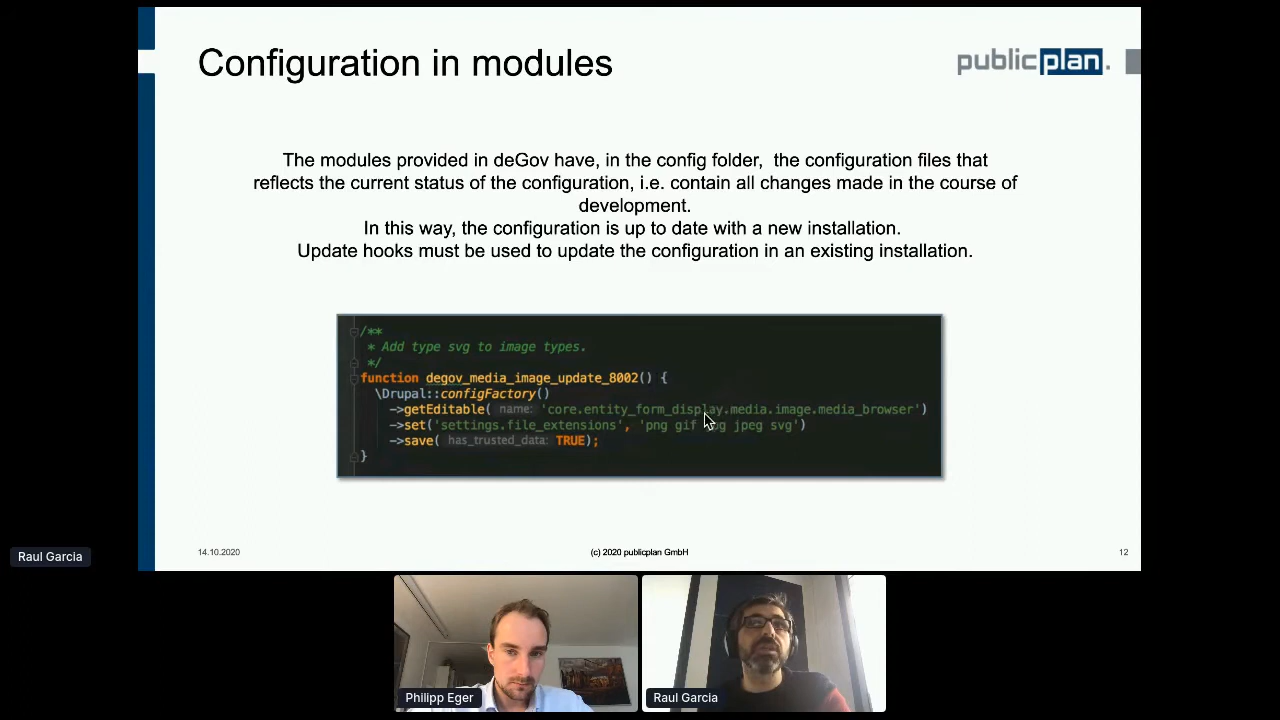 Configuration in modules
publicplan.
The modules provided in deGov have, in the config folder,  the configuration files that
reflects the current status of the configuration, i.e. contain all changes made in the course of
development.
In this way, the configuration is up to date with a new installation.
Update hooks must be used to update the configuration in an existing installation.
/**
* Add type svg to image types.
*/
function degov_media_image_update_8002() {
\Drupal::configFactory()
->getEditable( name: 'core.entity_form_display.media.image.media_browser')
->set('settings.file_extensions', 'png gif jpeg svg')
->save( has_trusted_data: TRUE);
}
14.10.2020
(c) 2020 publicplan GmbH
12
Raul Garcia
Philipp Eger
Raul Garcia